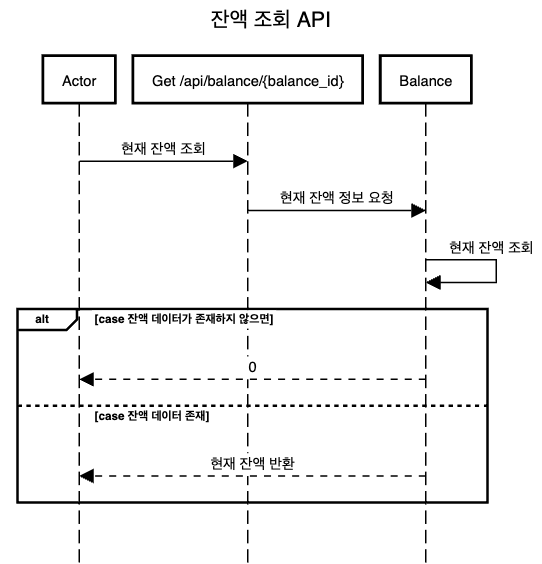 잔액 조회 API
Actor
Get /api/balance/{balance_id}
Balance
현재 잔액 조회
현재 잔액 정보 요청
현재 잔액 조회
alt
[case 잔액 데이터가 존재하지 않으면]
0
[case 잔액 데이터 존재]
현재 잔액 반환